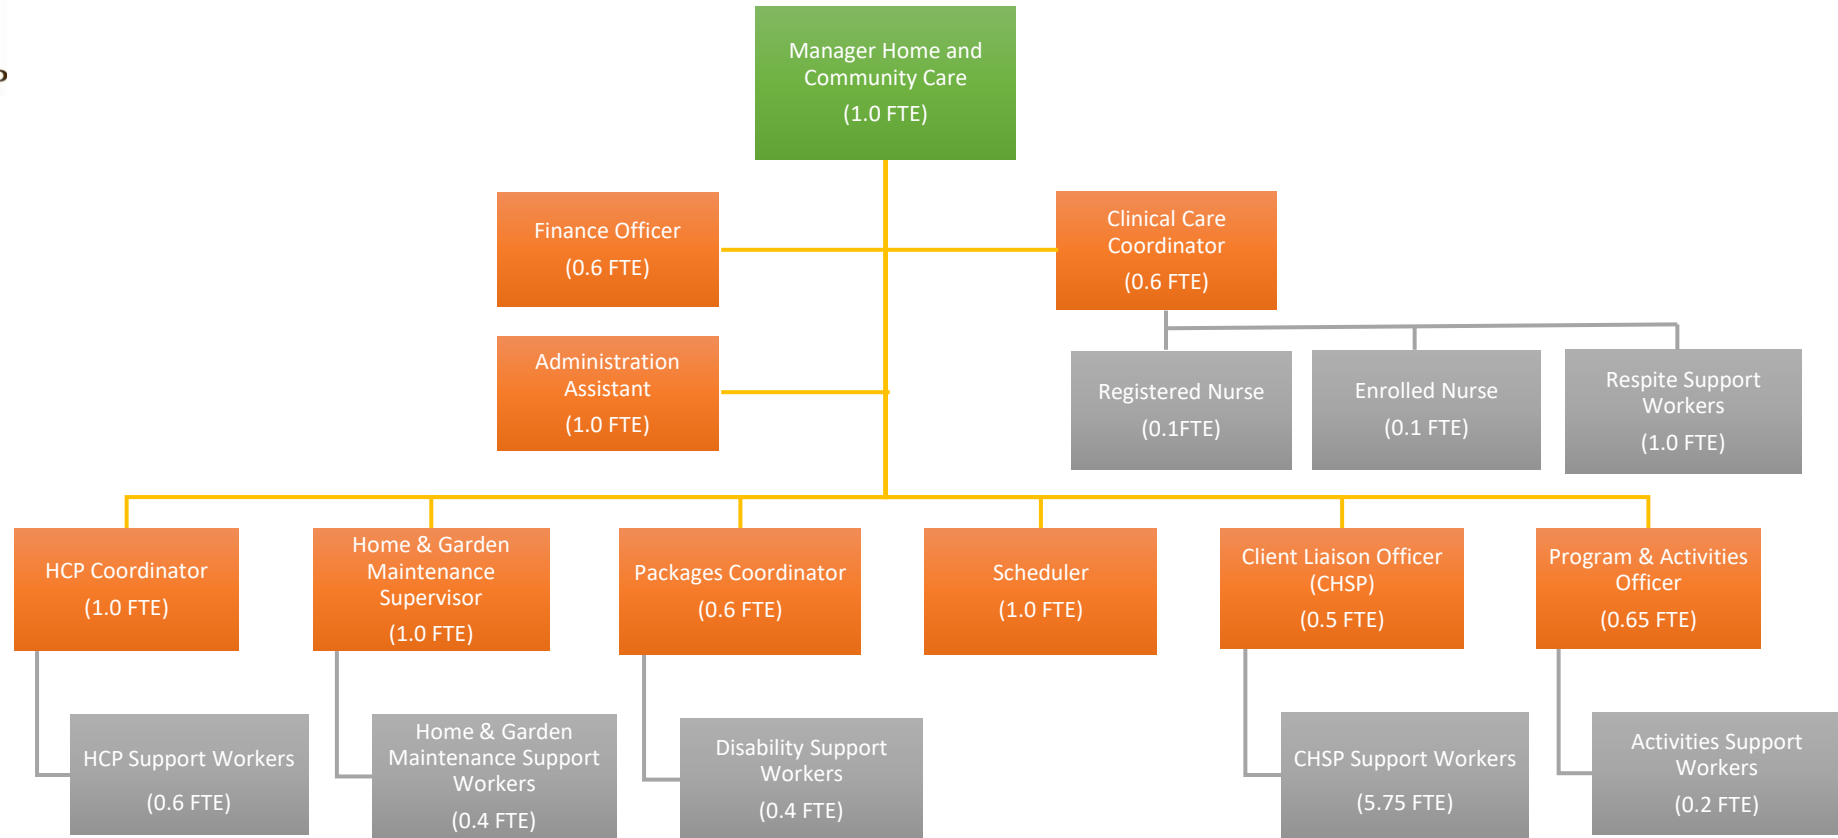 Manager Home and
Community Care
(1.0 FTE)
Finance Officer
(0.6 FTE)
Clinical Care
Coordinator
(0.6 FTE)
Administration
Assistant
(1.0 FTE)
Registered Nurse
(0.1FTE)
Enrolled Nurse
(0.1 FTE)
Respite Support
Workers
(1.0 FTE)
HCP Coordinator
(1.0 FTE)
Home & Garden
Maintenance
Supervisor
(1.0 FTE)
Packages Coordinator
(0.6 FTE)
Scheduler
(1.0 FTE)
Client Liaison Officer
(CHSP)
(0.5 FTE)
Program & Activities
Officer
(0.65 FTE)
HCP Support Workers
(0.6 FTE)
Home & Garden
Maintenance Support
Workers
(0.4 FTE)
Disability Support
Workers
(0.4 FTE)
CHSP Support Workers
(5.75 FTE)
Activities Support
Workers
(0.2 FTE)